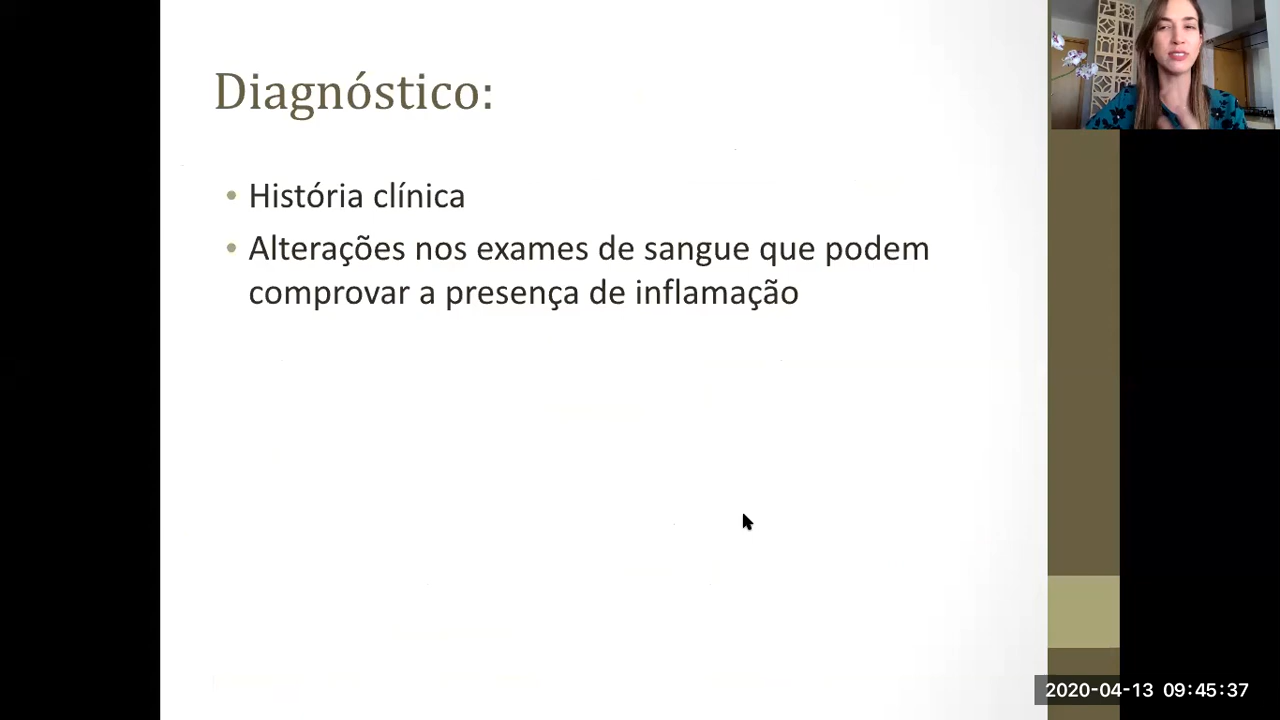 Diagnóstico:
• História clínica
• Alterações nos exames de sangue que podem
comprovar a presença de inflamação
2020-04-13 09:45:37